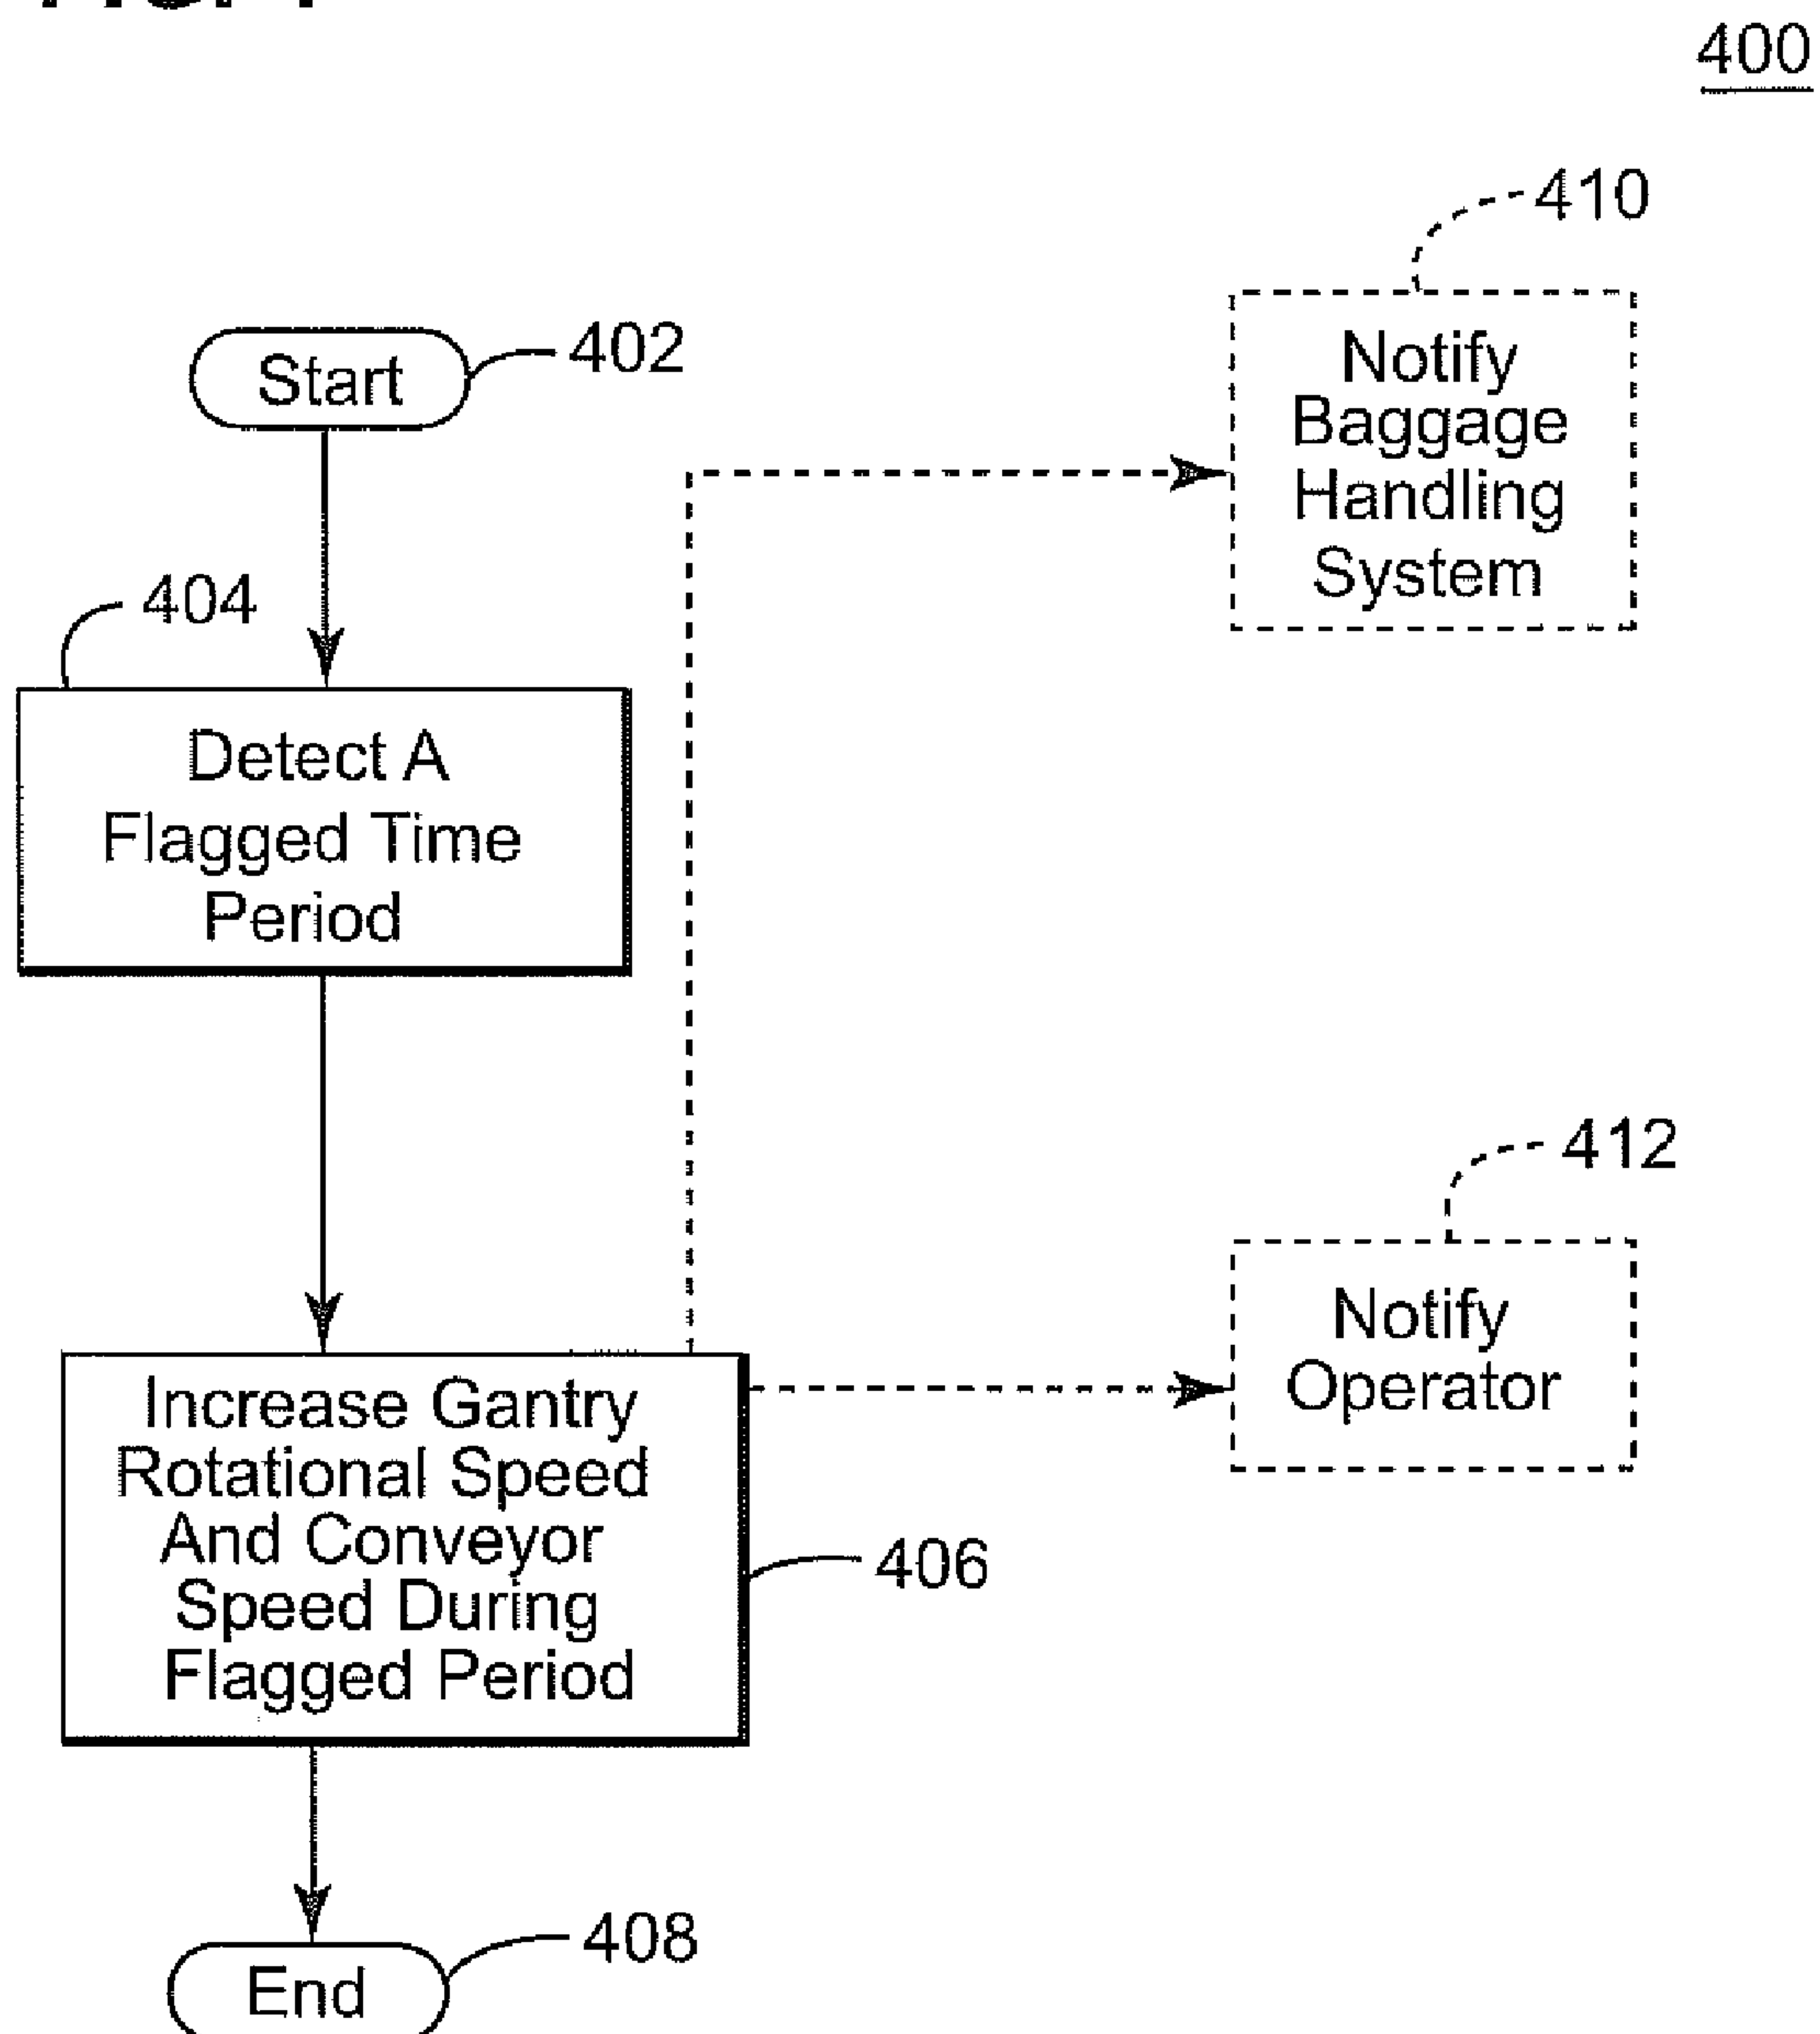 400
410
Notify
Baggage
Handling
System
402
Start
404
Detect A
Flagged Time
Period
412
Notify
Operator
Increase Gantry
Rotational Speed
And Conveyor
Speed During
Flagged Period
406
408
End